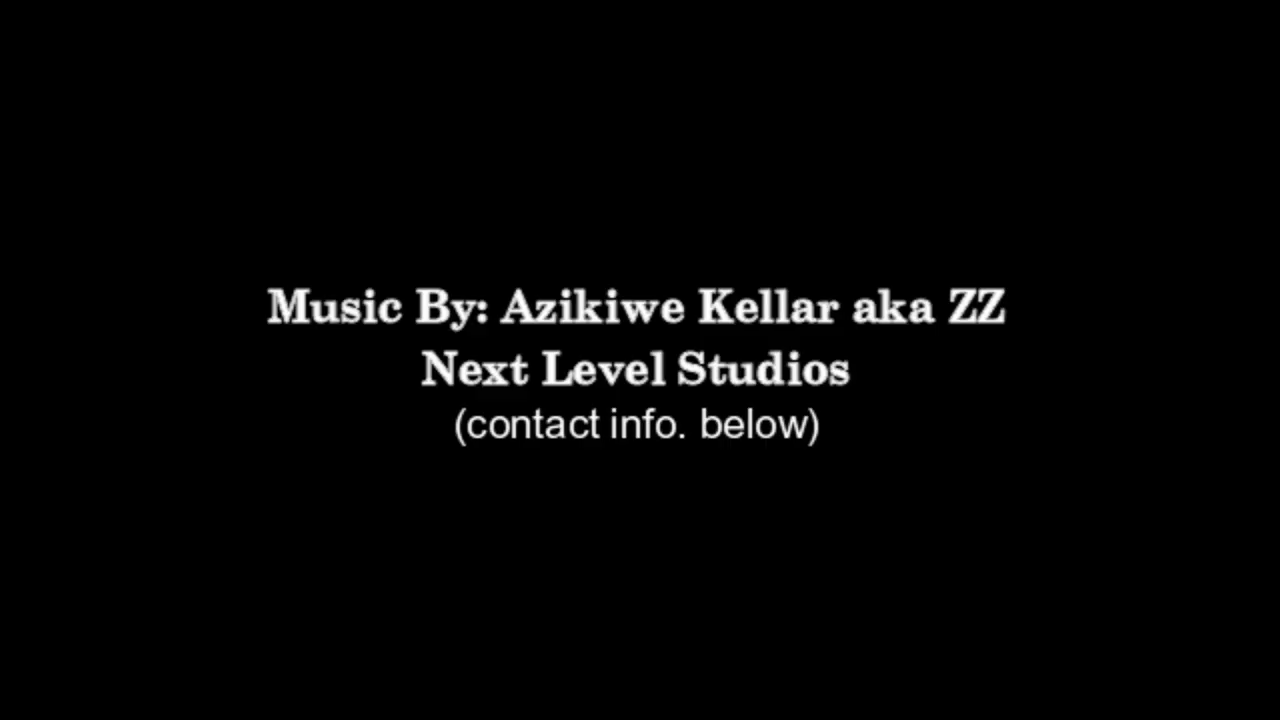 Music By: Azikiwe Kellar aka ZZ
Next Level Studios
(contact info. below)